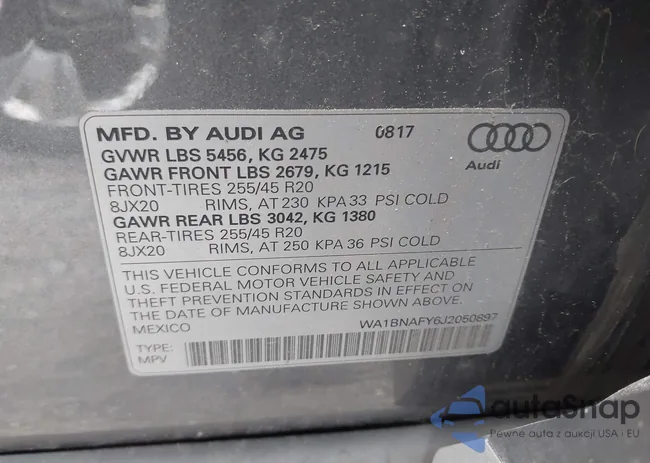 MFD. BY AUDI AG 0817
GVWR LBS 5456, KG 2475
GAWR FRONT LBS 2679, KG 1215
FRONT-TIRES 255/45 R20
8JX20 RIMS, AT 230 KPA 33 PSI COLD
GAWR REAR LBS 3042, KG 1380
REAR-TIRES 255/45 R20
8JX20 RIMS, AT 250 KPA 36 PSI COLD
Audi
THIS VEHICLE CONFORMS TO ALL APPLICABLE
U.S. FEDERAL MOTOR VEHICLE SAFETY AND
THEFT PREVENTION STANDARDS IN EFFECT ON
THE DATE OF MANUFACTURE SHOWN ABOVE.
MEXICO WA1BNAFY6J2050897
TYPE:
MPV
autoSnap
Pewne auta z aukcji USA i EU